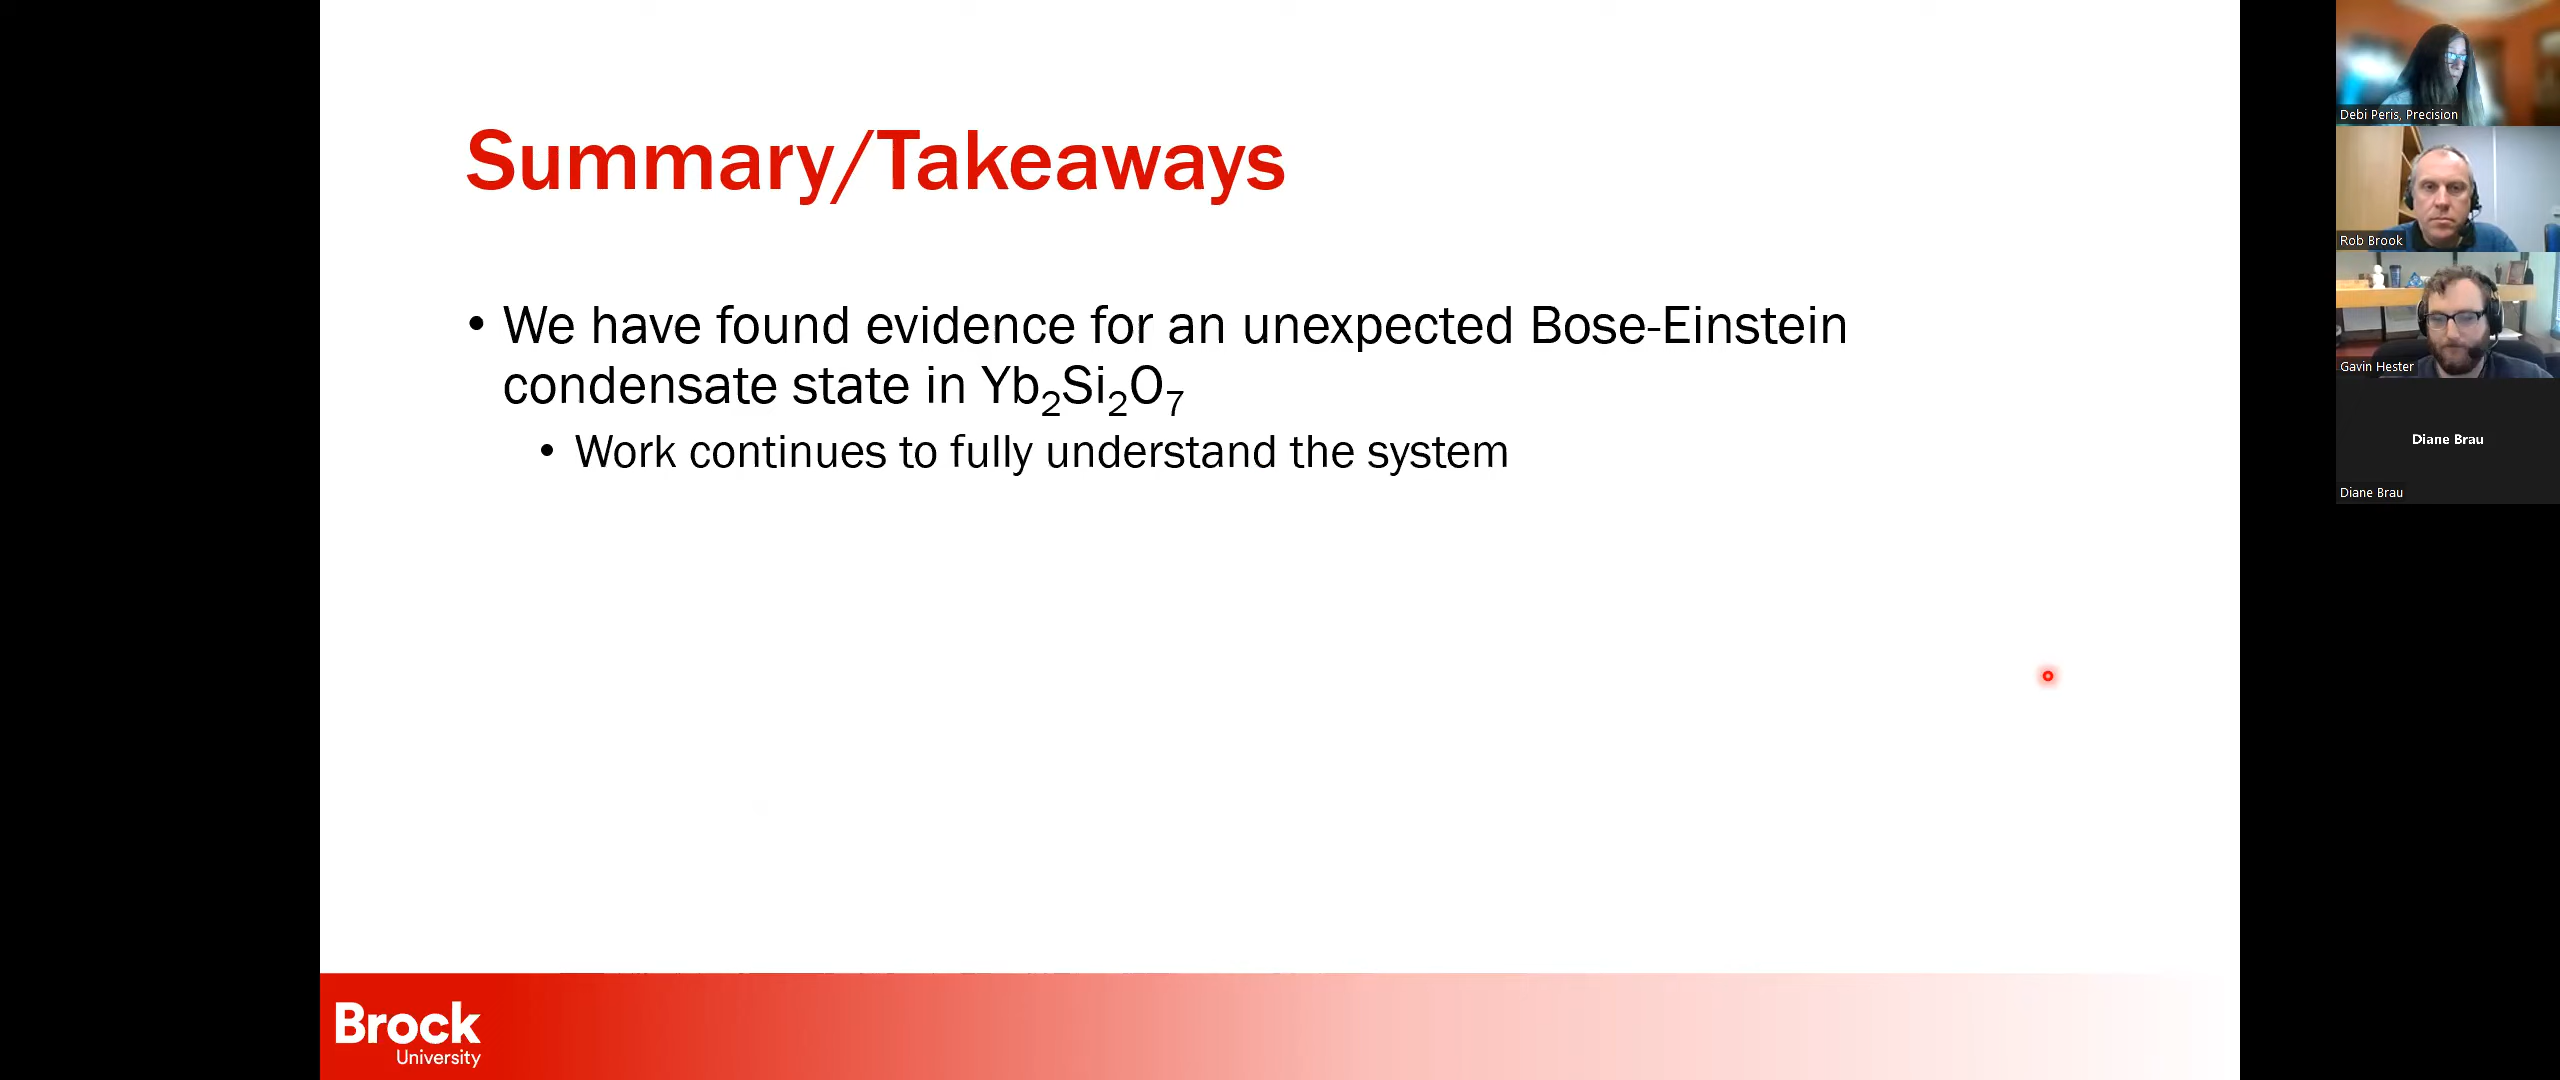 Summary/Takeaways
• We have found evidence for an unexpected Bose-Einstein
condensate state in Yb₂Si₂O₇
• Work continues to fully understand the system
Brock
University
Debi Peris, Precision
Rob Brook
Gavin Hester
Diane Brau
Diane Brau